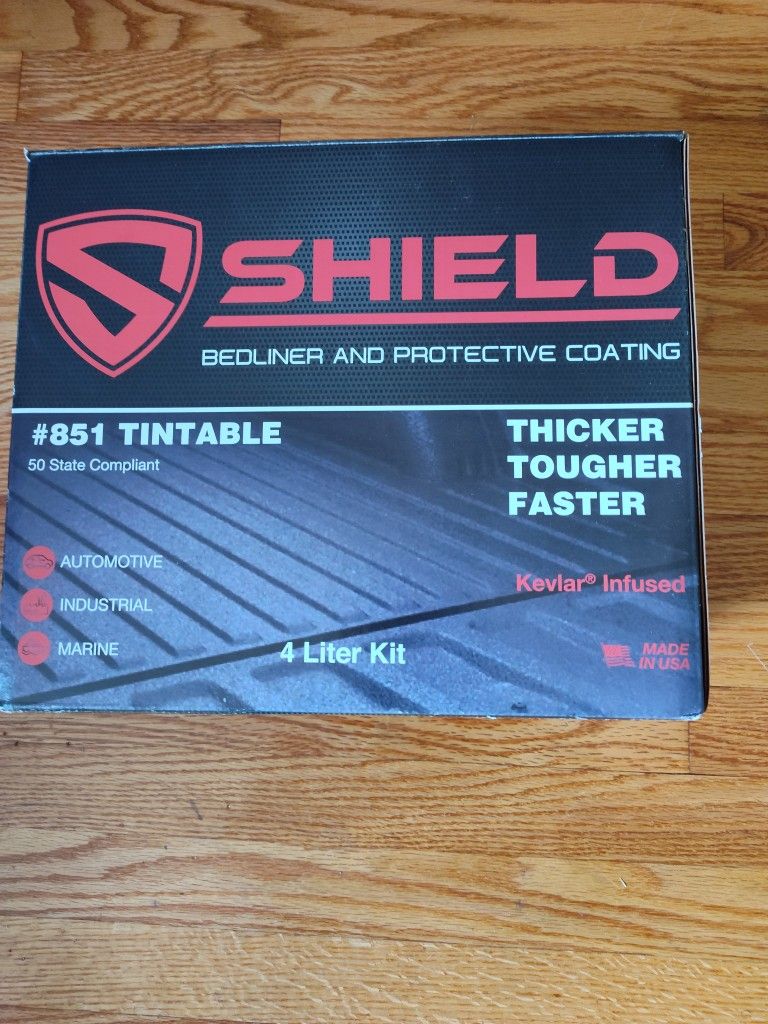 SHIELD
BEDLINER AND PROTECTIVE COATING
#851 TINTABLE
50 State Compliant
THICKER
TOUGHER
FASTER
AUTOMOTIVE
INDUSTRIAL
MARINE
Kevlar® Infused
4 Liter Kit
MADE
IN USA